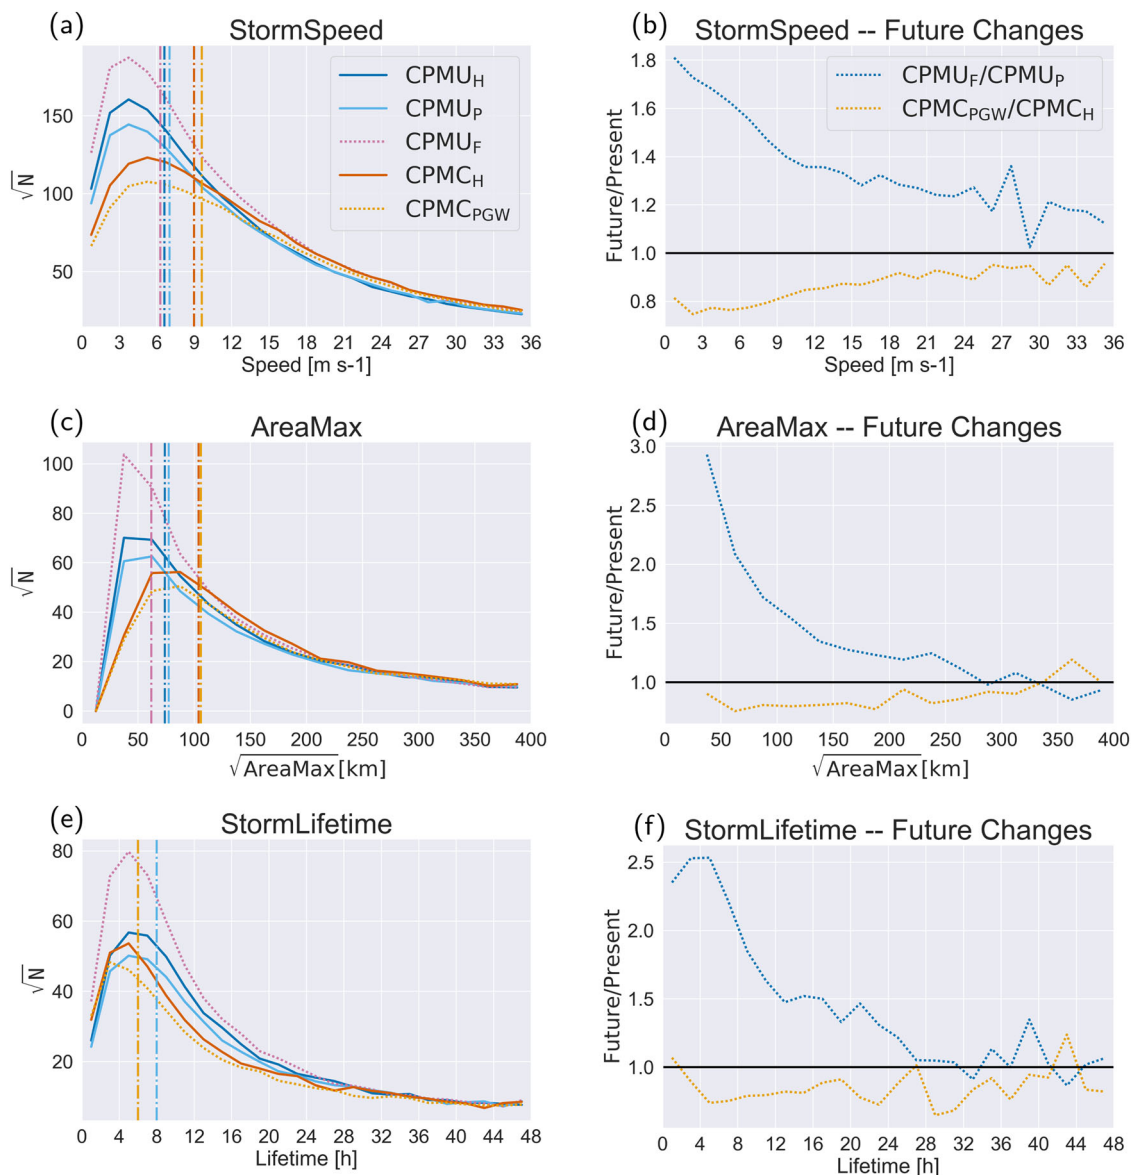 (a)
StormSpeed
150
100
50
√N
CPMU_H
CPMU_P
CPMU_F
CPMC_H
CPMC_PGW
0 3 6 9 12 15 18 21 24 27 30 33 36
Speed [m s-1]
(b)
StormSpeed -- Future Changes
1.8
1.6
1.4
1.2
1.0
0.8
Future/Present
CPMU_F/CPMU_P
CPMC_PGW/CPMC_H
0 3 6 9 12 15 18 21 24 27 30 33 36
Speed [m s-1]
(c)
AreaMax
100
80
60
40
20
0
√N
0 50 100 150 200 250 300 350 400
√AreaMax[km]
(d)
AreaMax -- Future Changes
3.0
2.5
2.0
1.5
1.0
Future/Present
0 50 100 150 200 250 300 350 400
√AreaMax[km]
(e)
StormLifetime
80
60
40
20
√N
0 4 8 12 16 20 24 28 32 36 40 44 48
Lifetime [h]
(f)
StormLifetime -- Future Changes
2.5
2.0
1.5
1.0
Future/Present
0 4 8 12 16 20 24 28 32 36 40 44 48
Lifetime [h]